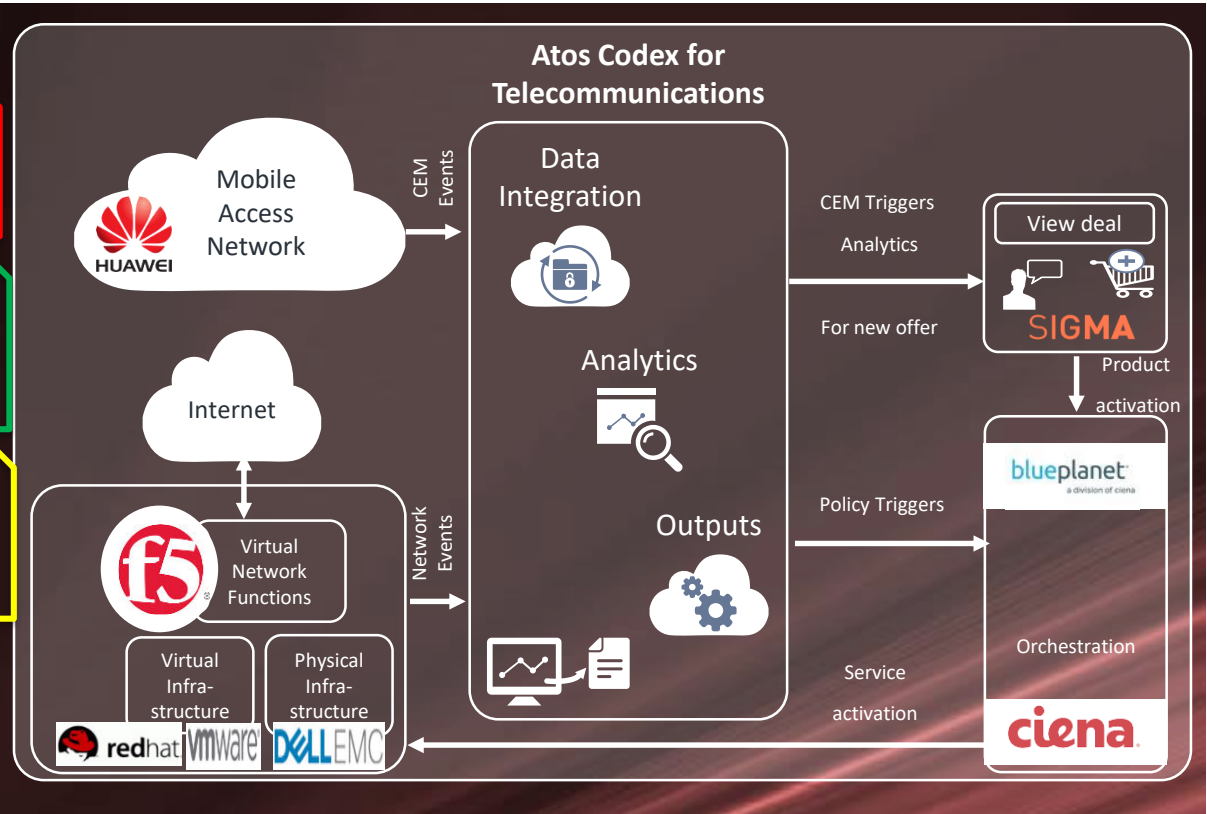 Atos Codex for
Telecommunications
Mobile
Access
Network
HUAWEI
CEM
Events
Data
Integration
CEM Triggers
Analytics
For new offer
View deal
SIGMA
Product
activation
Internet
Analytics
blueplanet
a division of ciena
Policy Triggers
Outputs
Network
Events
f5
Virtual
Network
Functions
Virtual
Infra-
structure
Physical
Infra-
structure
redhat
vmware
DELLEMC
Orchestration
Service
activation
ciena